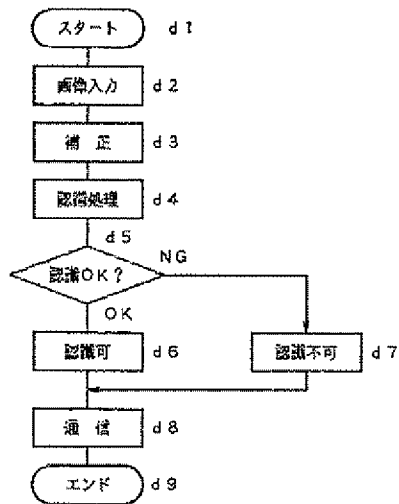 スタート d1
画像入力 d2
補 正 d3
認識処理 d4
d5
認識OK? NG
OK
認識可 d6
認識不可 d7
通 信 d8
エンド d9